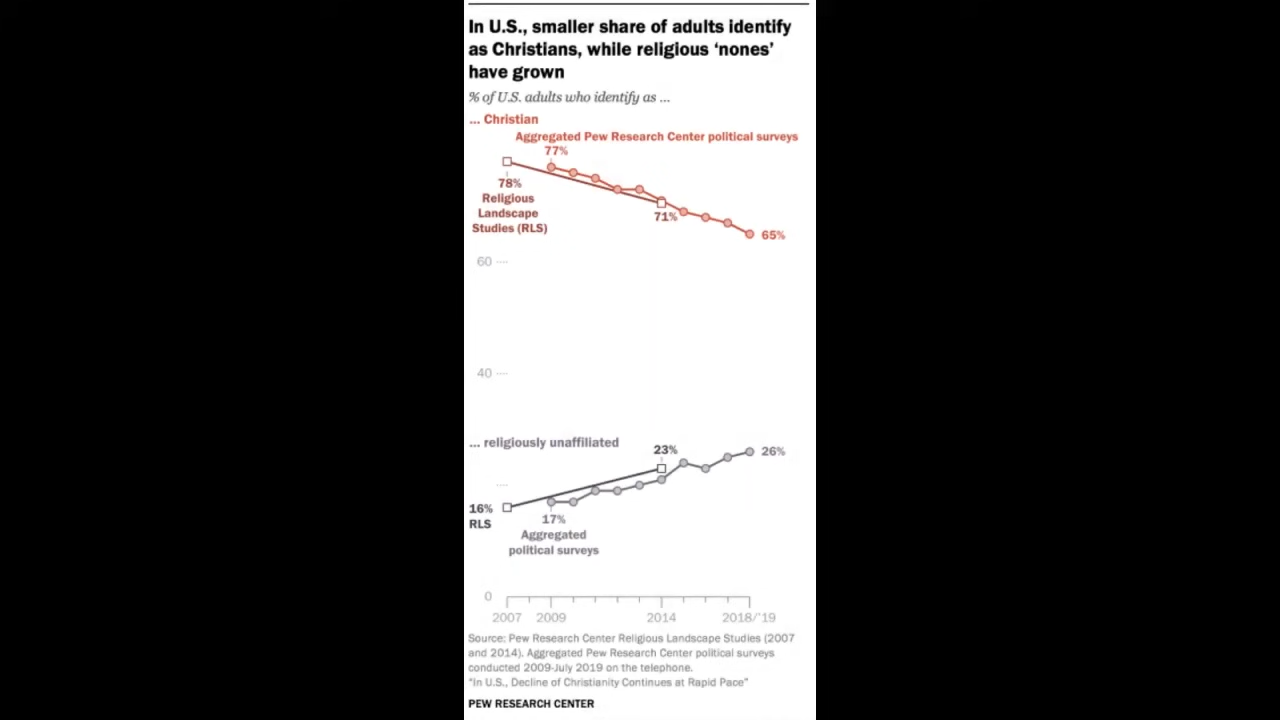 In U.S., smaller share of adults identify
as Christians, while religious ‘nones’
have grown
% of U.S. adults who identify as ...
... Christian
Aggregated Pew Research Center political surveys
77%
78%
Religious
Landscape
Studies (RLS)
71%
65%
60
40
... religiously unaffiliated
23%
26%
16%
RLS
17%
Aggregated
political surveys
0
2007 2009 2014 2018/'19
Source: Pew Research Center Religious Landscape Studies (2007
and 2014). Aggregated Pew Research Center political surveys
conducted 2009-July 2019 on the telephone.
“In U.S., Decline of Christianity Continues at Rapid Pace”
PEW RESEARCH CENTER